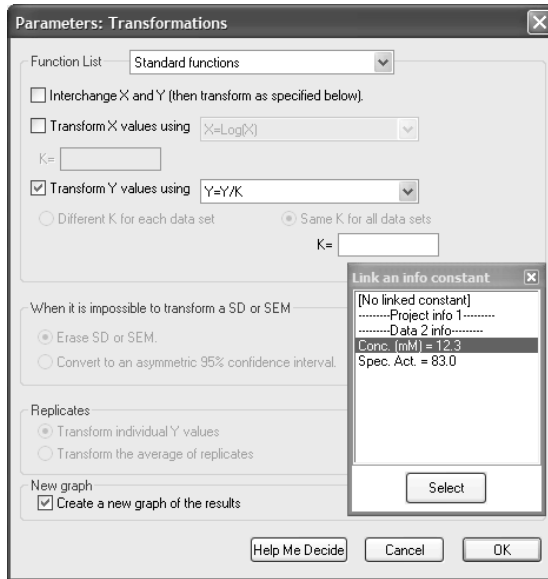 Parameters: Transformations
Function List
Standard functions
Interchange X and Y (then transform as specified below).
Transform X values using
X=Log(X)
K=
Transform Y values using
Y=Y/K
Different K for each data set
Same K for all data sets
K=
When it is impossible to transform a SD or SEM
Erase SD or SEM.
Convert to an asymmetric 95% confidence interval.
Replicates
Transform individual Y values
Transform the average of replicates
New graph
Create a new graph of the results
Link an info constant
[No linked constant]
---------Project info 1---------
---------Data 2 info---------
Conc. (mM) = 12.3
Spec. Act. = 83.0
Select
Help Me Decide
Cancel
OK